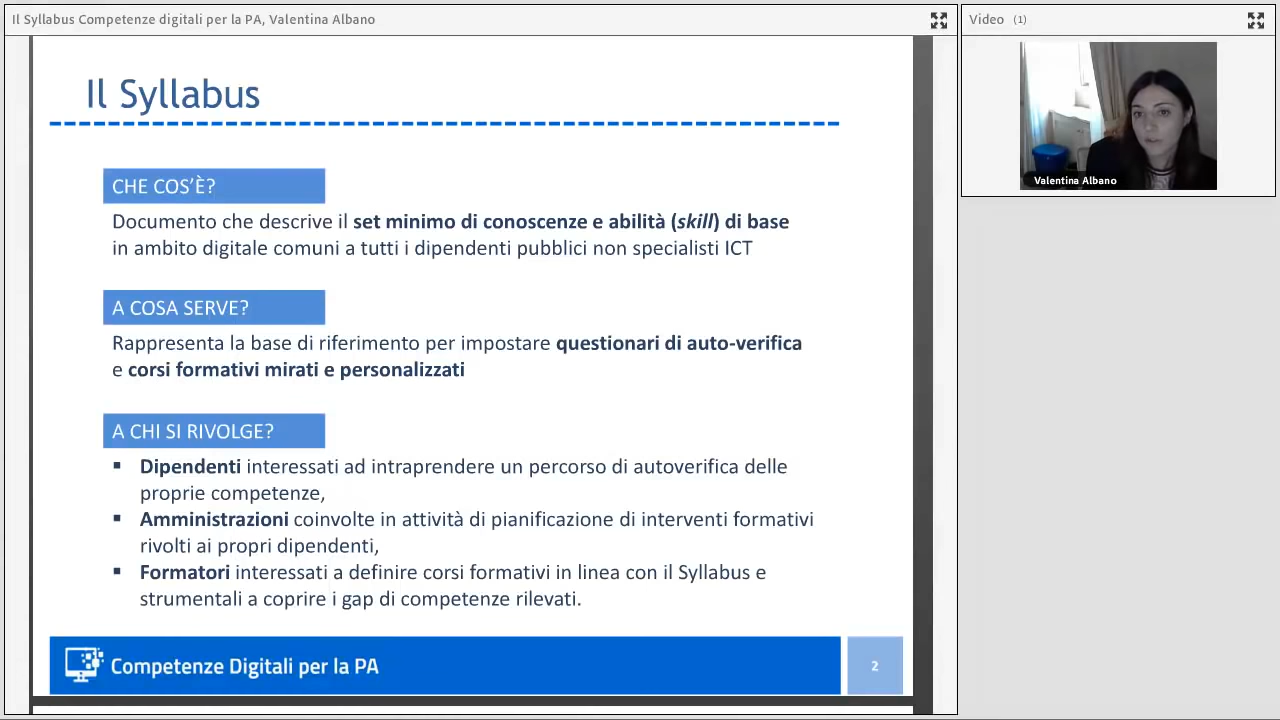 Il Syllabus Competenze digitali per la PA, Valentina Albano
Video (1)
Il Syllabus
CHE COS'È?
Documento che descrive il set minimo di conoscenze e abilità (skill) di base
in ambito digitale comuni a tutti i dipendenti pubblici non specialisti ICT
A COSA SERVE?
Rappresenta la base di riferimento per impostare questionari di auto-verifica
e corsi formativi mirati e personalizzati
A CHI SI RIVOLGE?
▪ Dipendenti interessati ad intraprendere un percorso di autoverifica delle
proprie competenze,
▪ Amministrazioni coinvolte in attività di pianificazione di interventi formativi
rivolti ai propri dipendenti,
▪ Formatori interessati a definire corsi formativi in linea con il Syllabus e
strumentali a coprire i gap di competenze rilevati.
Competenze Digitali per la PA
2
Valentina Albano